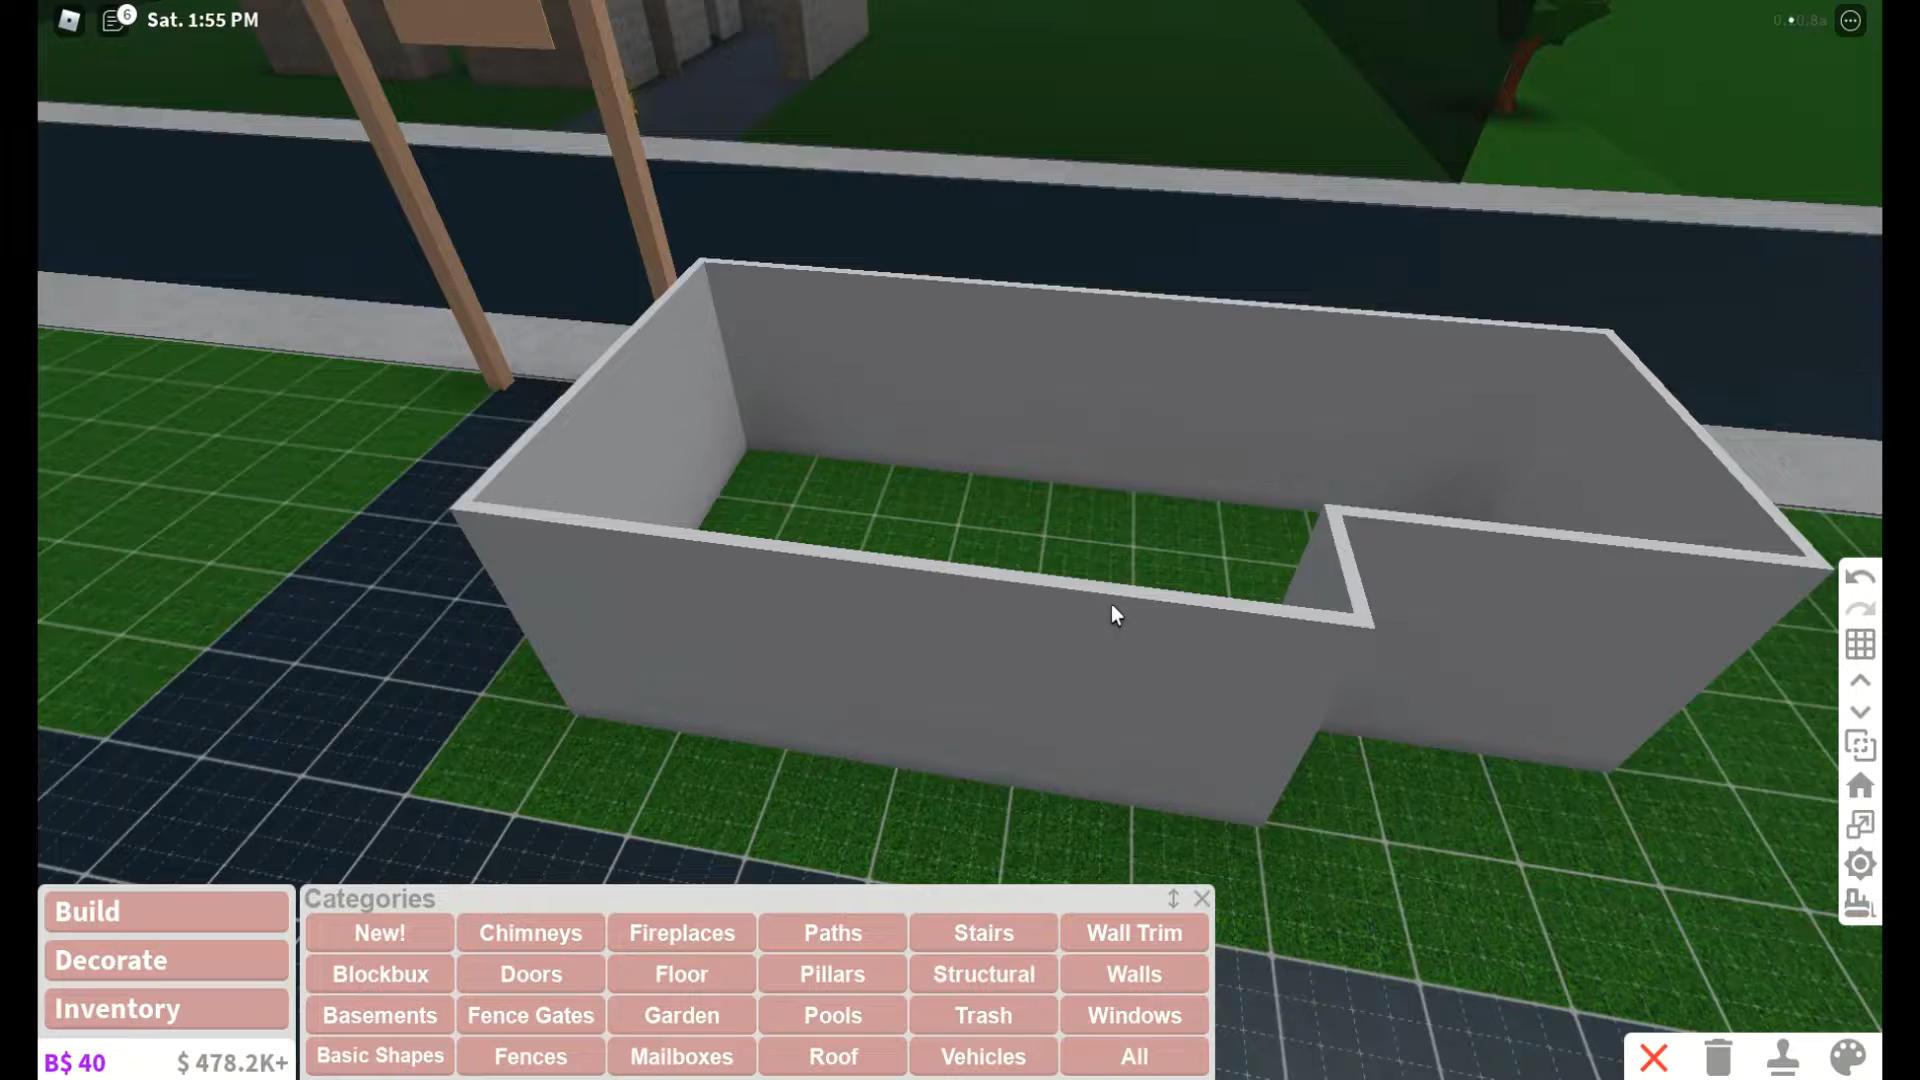 6 Sat. 1:55 PM
Build
Decorate
Inventory
B$ 40 $ 478.2K+
Categories
New! Chimneys Fireplaces Paths Stairs Wall Trim
Blockbux Doors Floor Pillars Structural Walls
Basements Fence Gates Garden Pools Trash Windows
Basic Shapes Fences Mailboxes Roof Vehicles All